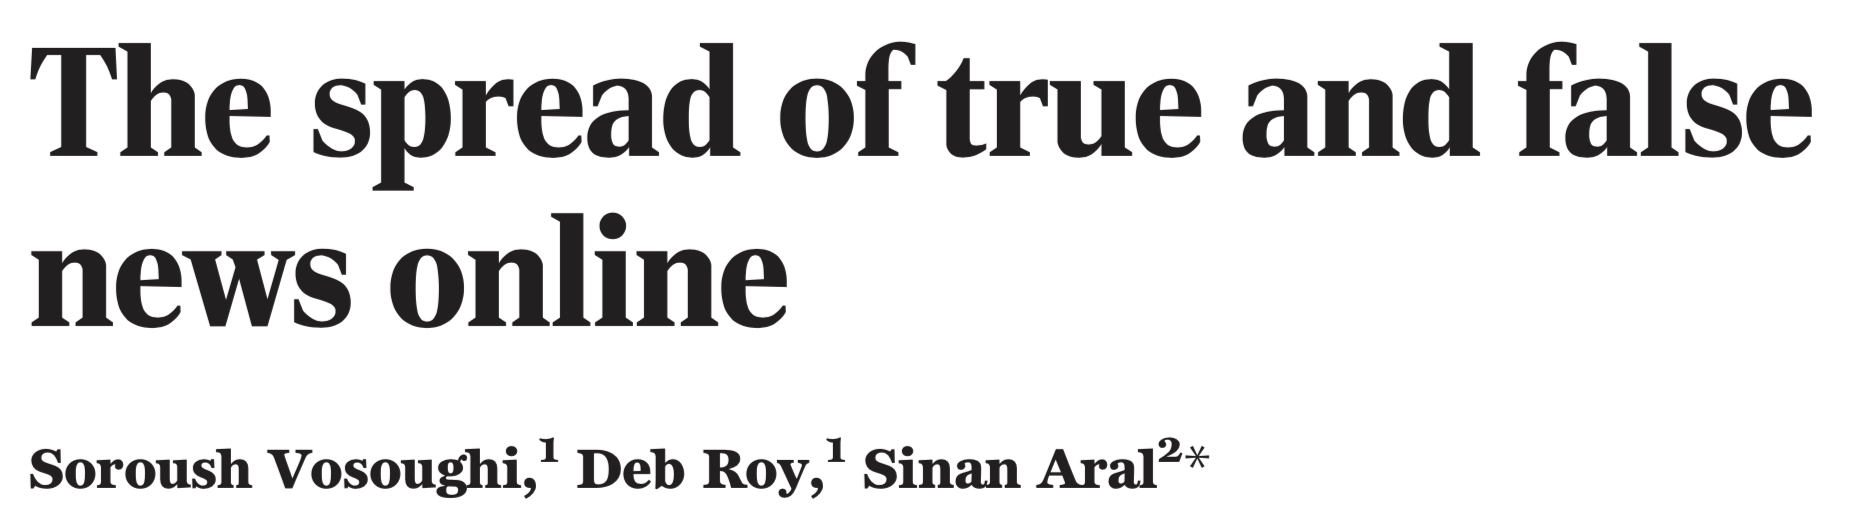 The spread of true and false
news online
Soroush Vosoughi,¹ Deb Roy,¹ Sinan Aral²*